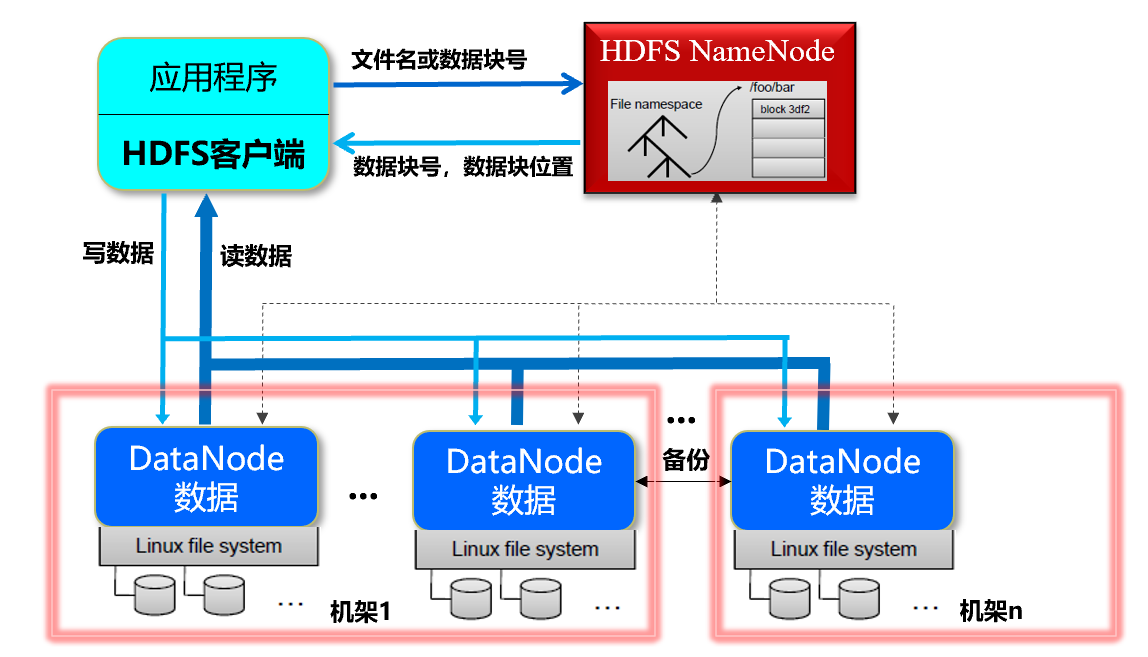 应用程序
HDFS客户端
文件名或数据块号
数据块号，数据块位置
HDFS NameNode
File namespace
/foo/bar
block 3df2
写数据
读数据
DataNode
数据
Linux file system
...
...
机架1
DataNode
数据
Linux file system
...
...
备份
DataNode
数据
Linux file system
...
机架n